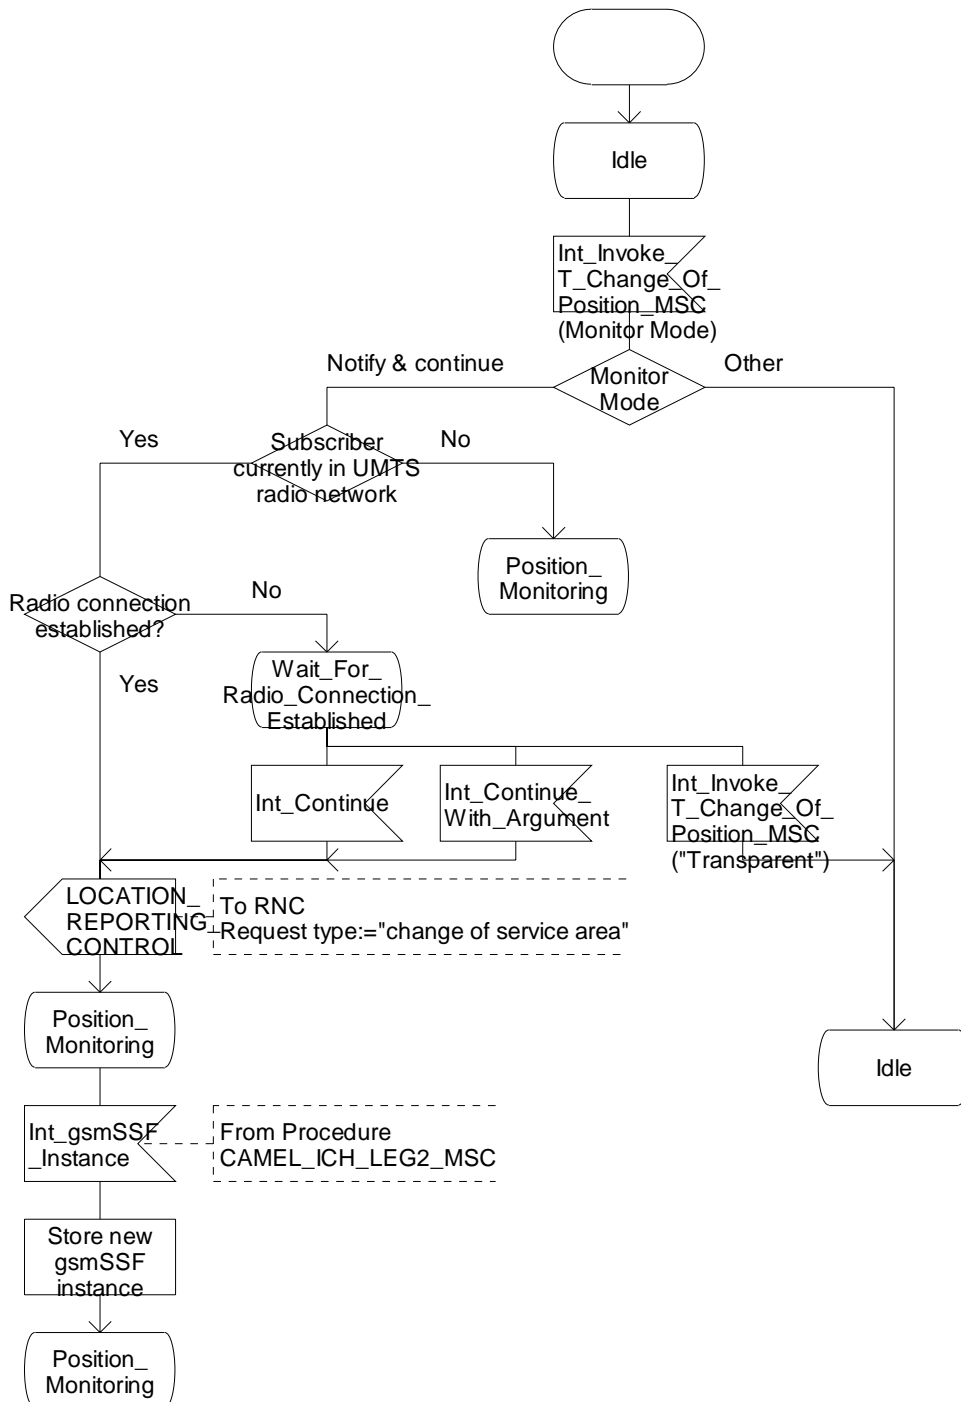 Idle
Int_Invoke_
T_Change_Of_
Position_MSC
(Monitor Mode)
Notify & continue
Monitor
Mode
Other
Yes
Subscriber
currently in UMTS
radio network
No
Position_
Monitoring
Radio connection
established?
No
Yes
Wait_For_
Radio_Connection_
Established
Int_Continue
Int_Continue_
With_Argument
Int_Invoke_
T_Change_Of_
Position_MSC
("Transparent")
LOCATION_
REPORTING_
CONTROL
To RNC
Request type:="change of service area"
Position_
Monitoring
Idle
Int_gsmSSF
_Instance
From Procedure
CAMEL_ICH_LEG2_MSC
Store new
gsmSSF
instance
Position_
Monitoring